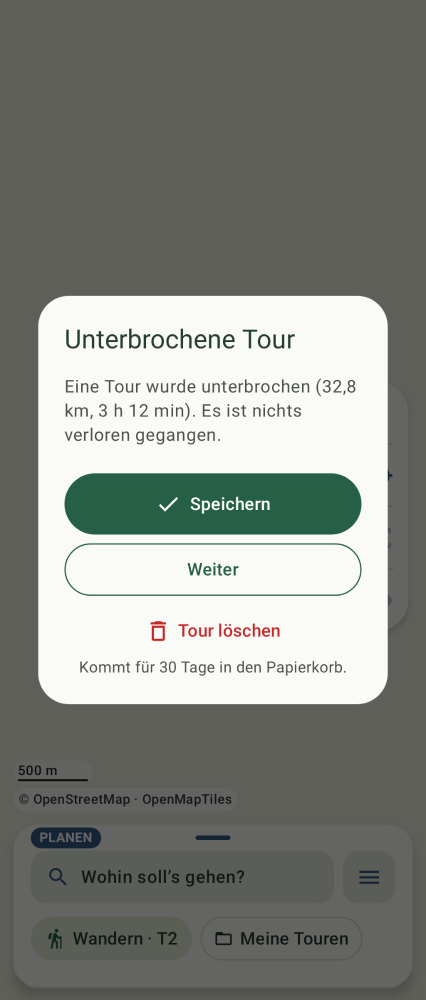 Unterbrochene Tour
Eine Tour wurde unterbrochen (32,8
km, 3 h 12 min). Es ist nichts
verloren gegangen.
Speichern
Weiter
Tour löschen
Kommt für 30 Tage in den Papierkorb.
500 m
© OpenStreetMap · OpenMapTiles
PLANEN
Wohin soll's gehen?
Wandern · T2
Meine Touren